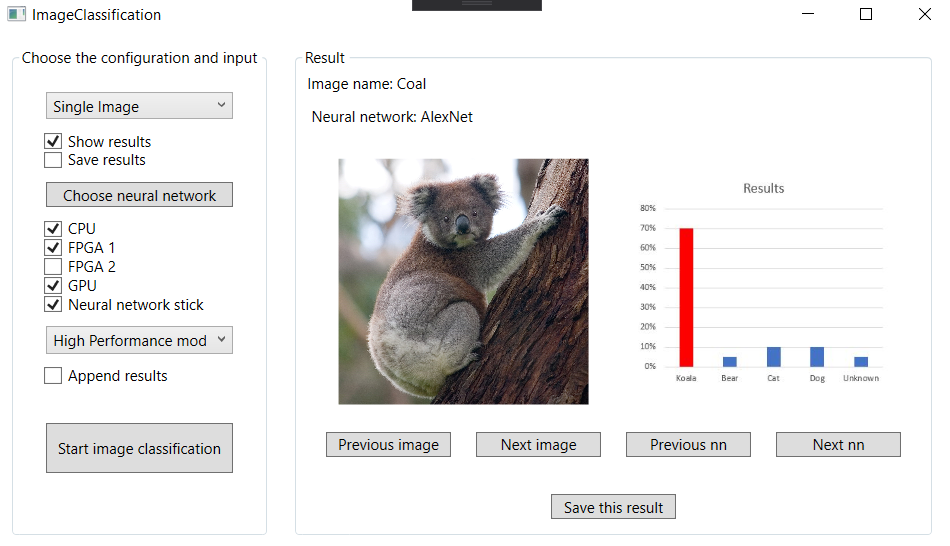 ImageClassification
Choose the configuration and input
Single Image
Show results
Save results
Choose neural network
CPU
FPGA 1
FPGA 2
GPU
Neural network stick
High Performance mod
Append results
Start image classification
Result
Image name: Coal
Neural network: AlexNet
Results
80%
70%
60%
50%
40%
30%
20%
10%
0%
Koala Bear Cat Dog Unknown
Previous image Next image Previous nn Next nn
Save this result